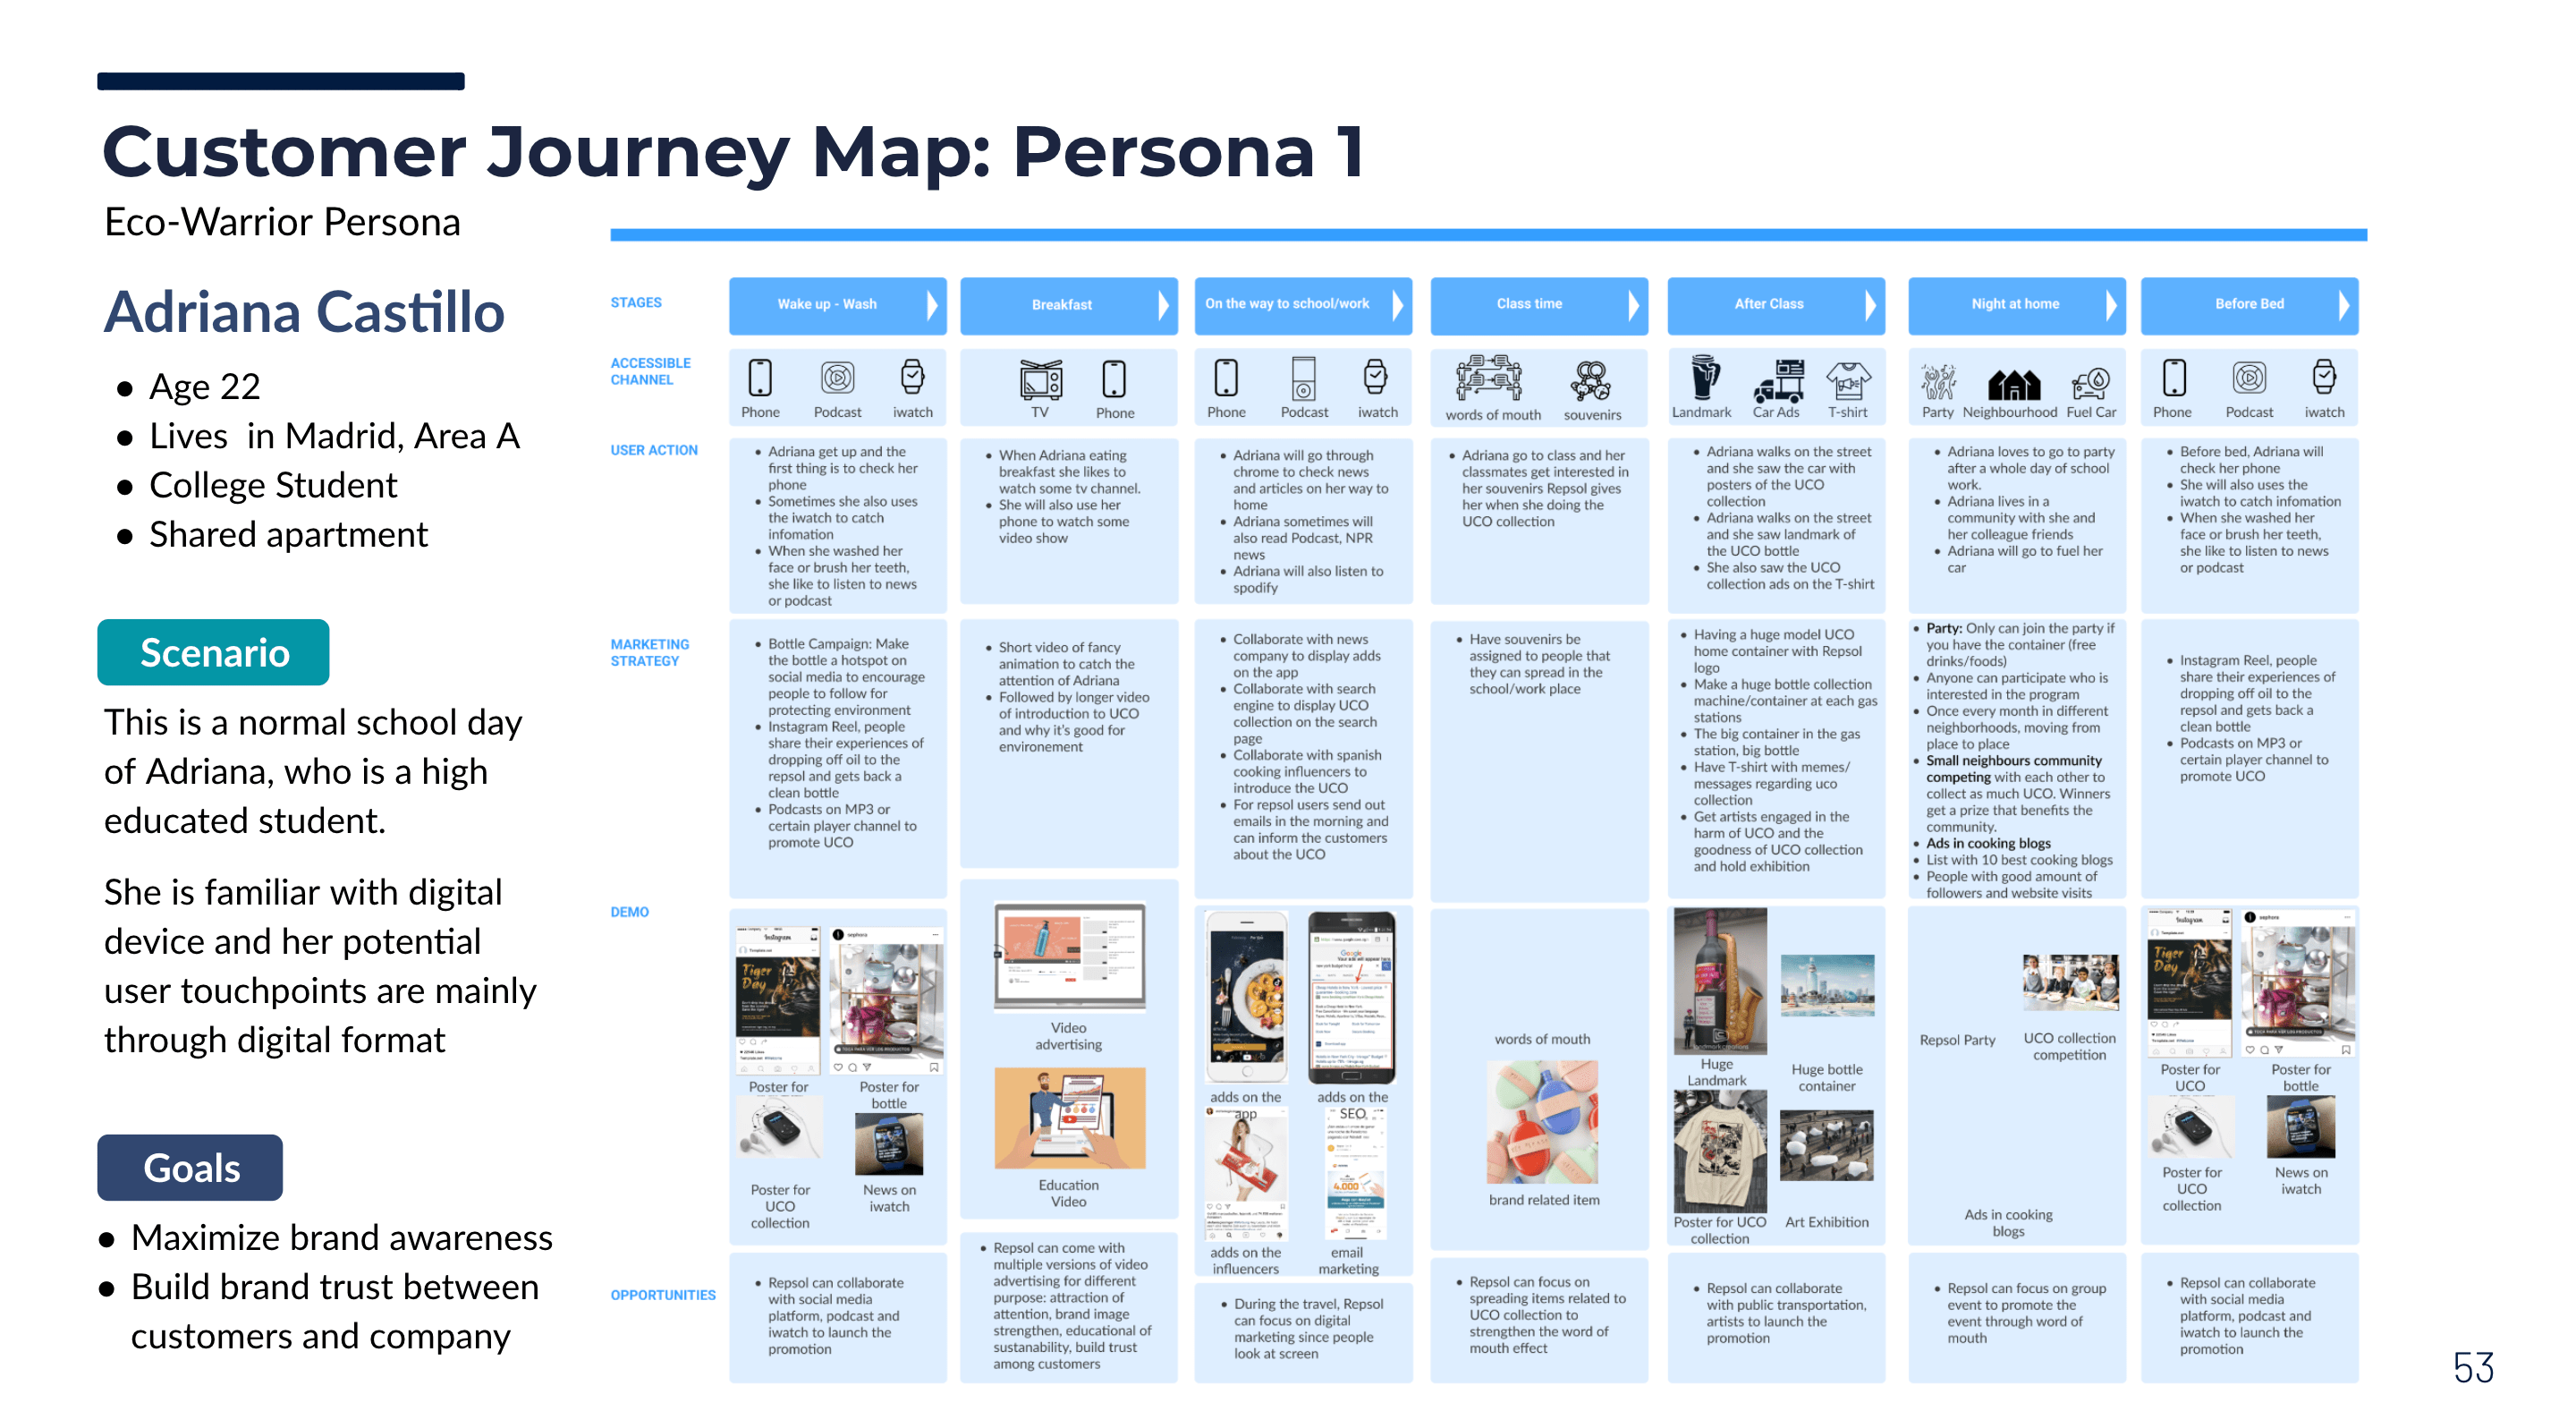 Customer Journey Map: Persona 1
Eco-Warrior Persona
Adriana Castillo
● Age 22
● Lives  in Madrid, Area A
● College Student
● Shared apartment
Scenario
This is a normal school day
of Adriana, who is a high
educated student.
She is familiar with digital
device and her potential
user touchpoints are mainly
through digital format
Goals
● Maximize brand awareness
● Build brand trust between
customers and company
STAGES
Wake up - Wash
Breakfast
On the way to school/work
Class time
After Class
Night at home
Before Bed
ACCESSIBLE
CHANNEL
Phone
Podcast
iwatch
TV
Phone
Phone
Podcast
iwatch
words of mouth
souvenirs
Landmark
Car Ads
T-shirt
Party
Neighbourhood
Fuel Car
Phone
Podcast
iwatch
USER ACTION
• Adriana get up and the
first thing is to check her
phone
• Sometimes she also uses
the iwatch to catch
infomation
• When she washed her
face or brush her teeth,
she like to listen to news
or podcast
• When Adriana eating
breakfast she likes to
watch some tv channel.
• She will also use her
phone to watch some
video show
• Adriana will go through
chrome to check news
and articles on her way to
home
• Adriana sometimes will
also read Podcast, NPR
news
• Adriana will also listen to
spodify
• Adriana go to class and her
classmates get interested in
her souvenirs Repsol gives
her when she doing the
UCO collection
• Adriana walks on the street
and she saw the car with
posters of the UCO
collection
• Adriana walks on the street
and she saw landmark of
the UCO bottle
• She also saw the UCO
collection ads on the T-shirt
• Adriana loves to go to party
after a whole day of school
work.
• Adriana lives in a
community with she and
her colleague friends
• Adriana will go to fuel her
car
• Before bed, Adriana will
check her phone
• She will also uses the
iwatch to catch infomation
• When she washed her
face or brush her teeth,
she like to listen to news
or podcast
MARKETING
STRATEGY
• Bottle Campaign: Make
the bottle a hotspot on
social media to encourage
people to follow for
protecting environment
• Instagram Reel, people
share their experiences of
dropping off oil to the
repsol and gets back a
clean bottle
• Podcasts on MP3 or
certain player channel to
promote UCO
• Short video of fancy
animation to catch the
attention of Adriana
• Followed by longer video
of introduction to UCO
and why it's good for
environement
• Collaborate with news
company to display adds
on the app
• Collaborate with search
engine to display UCO
collection on the search
page
• Collaborate with spanish
cooking influencers to
introduce the UCO
• For repsol users send out
emails in the morning and
can inform the customers
about the UCO
• Have souvenirs be
assigned to people that
they can spread in the
school/work place
• Having a huge model UCO
home container with Repsol
logo
• Make a huge bottle collection
machine/container at each gas
stations
• The big container in the gas
station, big bottle
• Have T-shirt with memes/
messages regarding uco
collection
• Get artists engaged in the
harm of UCO and the
goodness of UCO collection
and hold exhibition
• Party: Only can join the party if
you have the container (free
drinks/foods)
• Anyone can participate who is
interested in the program
• Once every month in different
neighborhoods, moving from
place to place
• Small neighbours community
competing with each other to
collect as much UCO. Winners
get a prize that benefits the
community.
• Ads in cooking blogs
• List with 10 best cooking blogs
• People with good amount of
followers and website visits
• Instagram Reel, people
share their experiences of
dropping off oil to the
repsol and gets back a
clean bottle
• Podcasts on MP3 or
certain player channel to
promote UCO
DEMO
Instagram
Tiger
Day
sephora
Poster for
Poster for
bottle
Poster for
UCO
collection
News on
iwatch
Video
advertising
Education
Video
Google
adds on the
app
adds on the
SEO
4.000
adds on the
influencers
email
marketing
words of mouth
brand related item
Huge
Landmark
Huge bottle
container
Poster for UCO
collection
Art Exhibition
Repsol Party
UCO collection
competition
Ads in cooking
blogs
Instagram
Tiger
Day
sephora
Poster for
UCO
Poster for
bottle
Poster for
UCO
collection
News on
iwatch
OPPORTUNITIES
• Repsol can collaborate
with social media
platform, podcast and
iwatch to launch the
promotion
• Repsol can come with
multiple versions of video
advertising for different
purpose: attraction of
attention, brand image
strengthen, educational of
sustanability, build trust
among customers
• During the travel, Repsol
can focus on digital
marketing since people
look at screen
• Repsol can focus on
spreading items related to
UCO collection to
strengthen the word of
mouth effect
• Repsol can collaborate
with public transportation,
artists to launch the
promotion
• Repsol can focus on group
event to promote the
event through word of
mouth
• Repsol can collaborate
with social media
platform, podcast and
iwatch to launch the
promotion
53